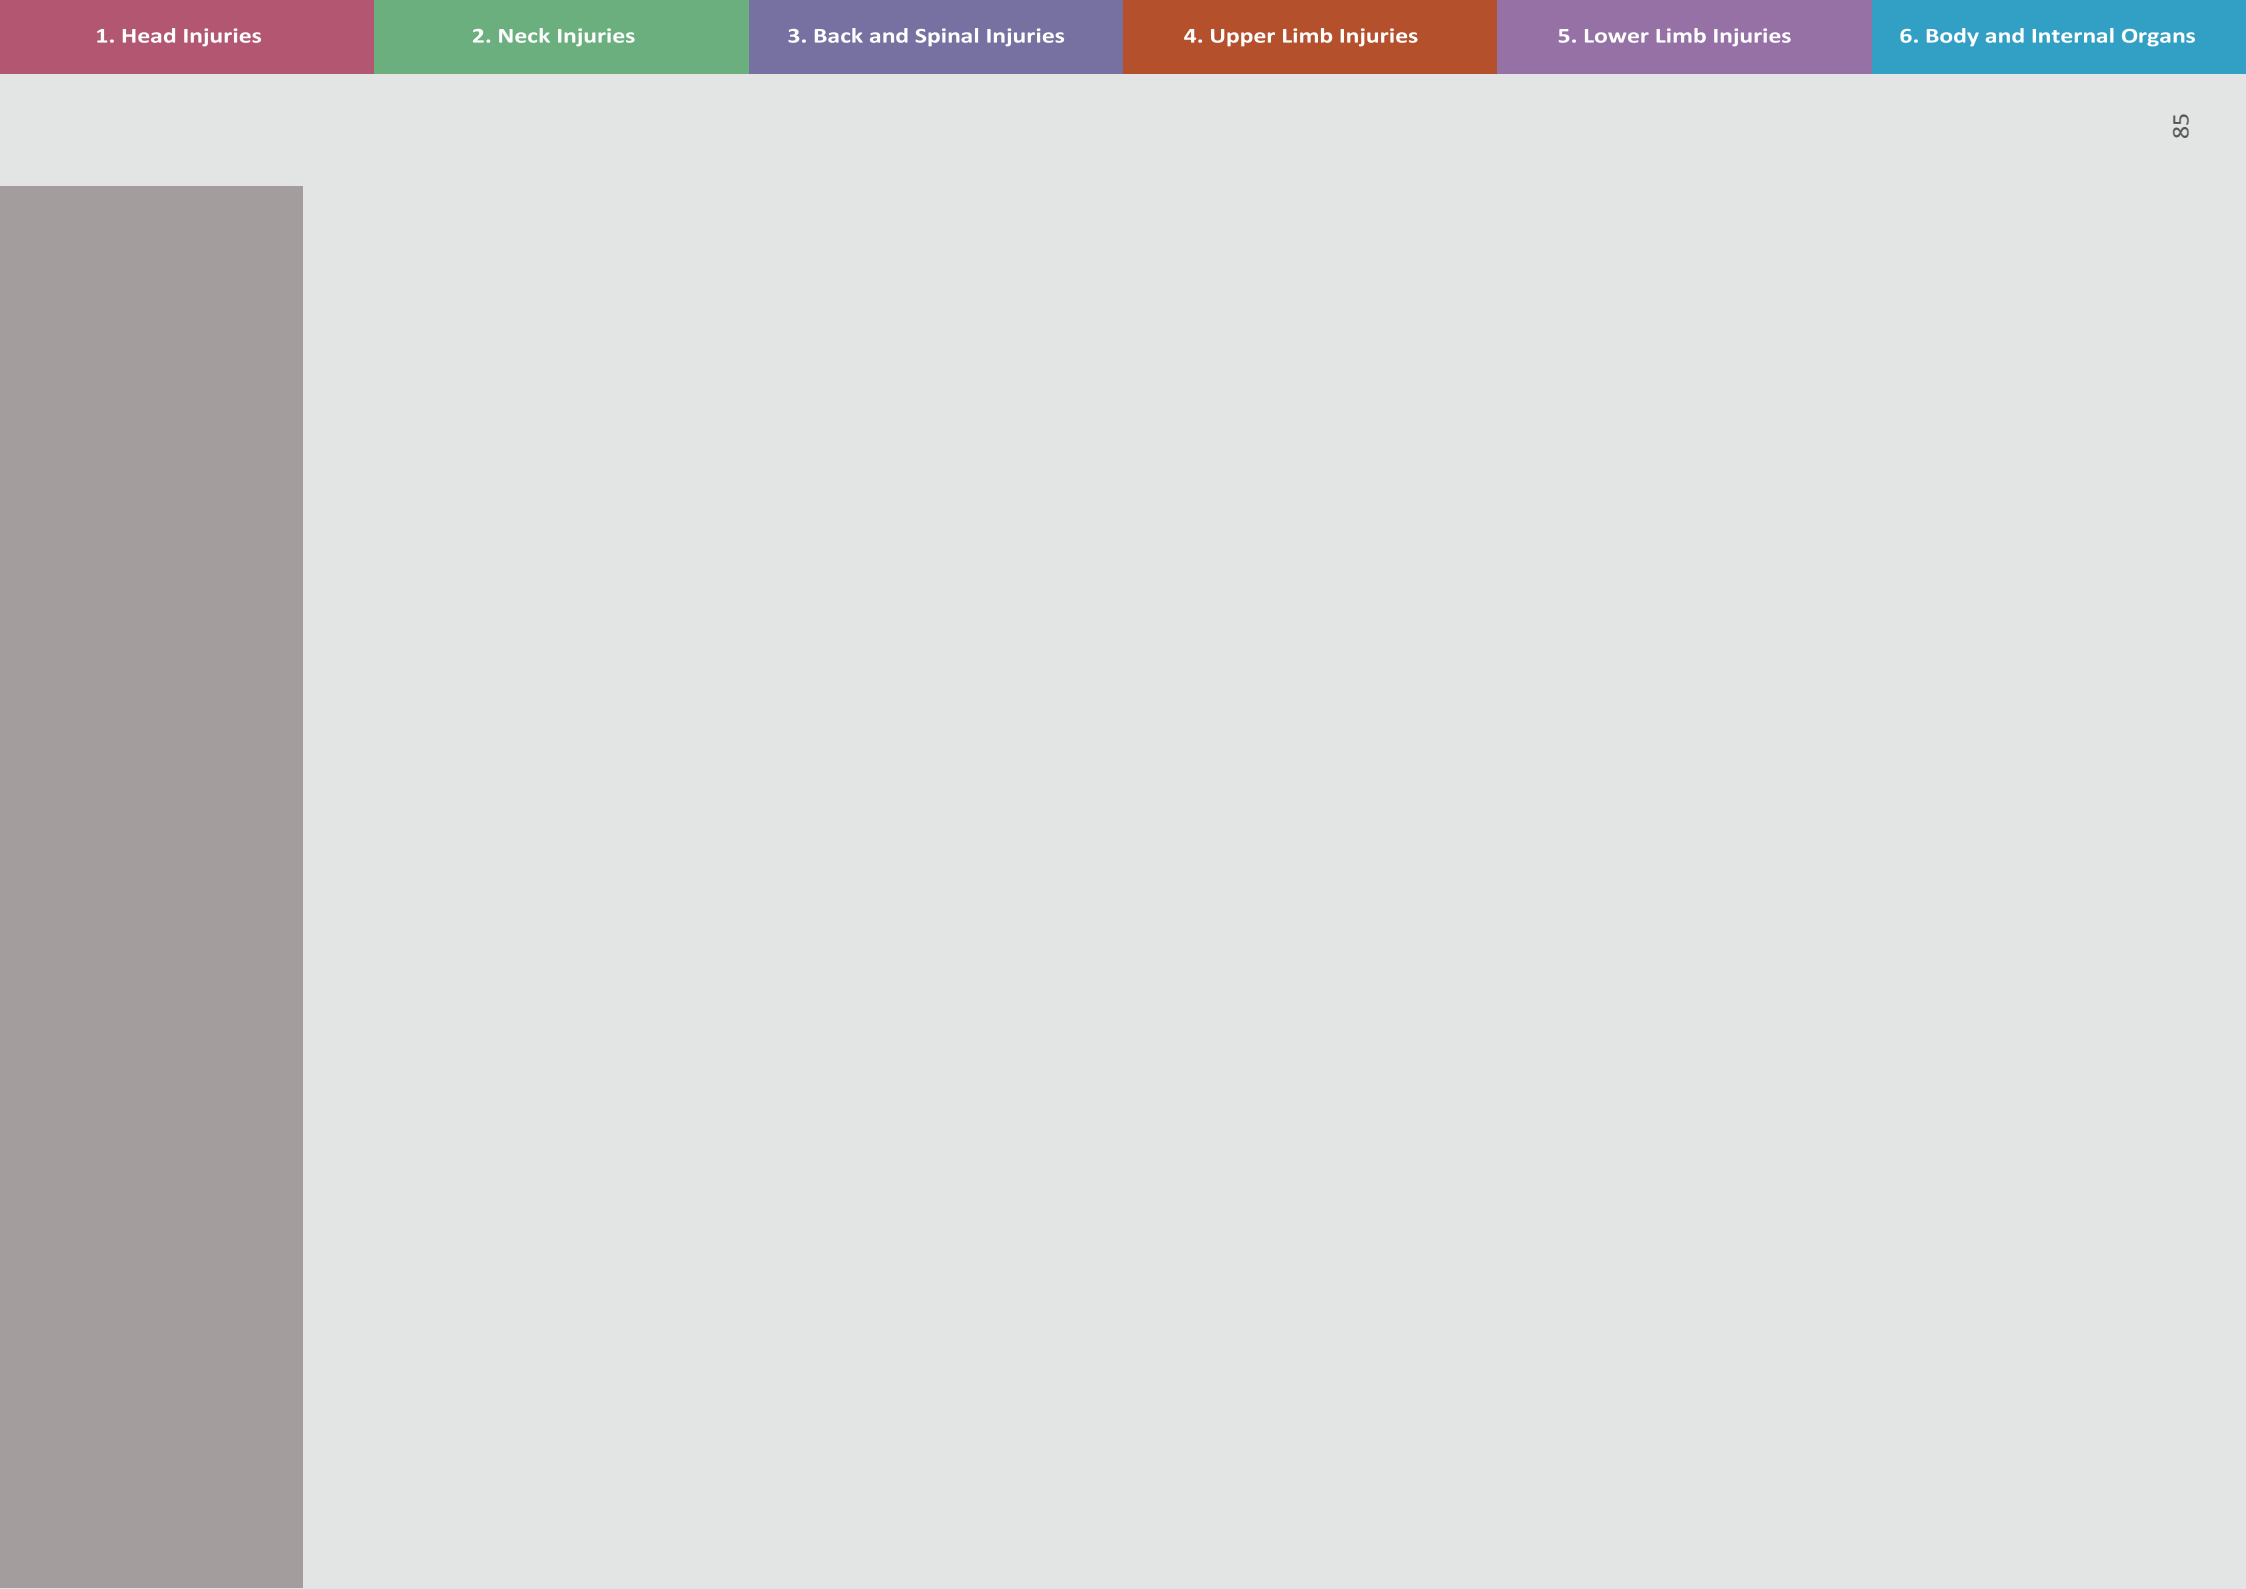 1. Head Injuries
2. Neck Injuries
3. Back and Spinal Injuries
4. Upper Limb Injuries
5. Lower Limb Injuries
6. Body and Internal Organs
85